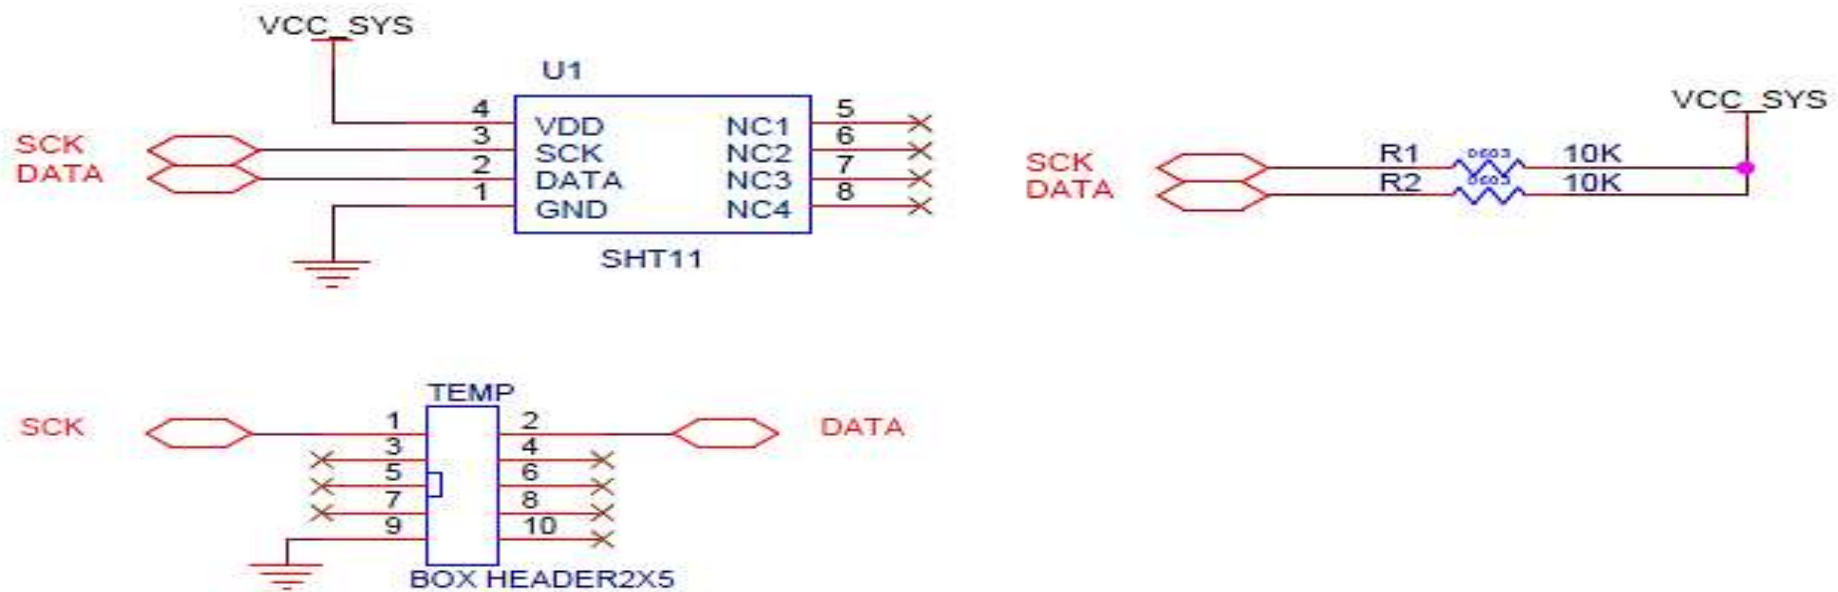 VCC_SYS
U1
4 VDD NC1 5
SCK 3 SCK NC2 6
DATA 2 DATA NC3 7
1 GND NC4 8
SHT11
VCC_SYS
SCK R1 0603 10K
DATA R2 0603 10K
TEMP
SCK 1 2 DATA
3 4
5 6
7 8
9 10
BOX HEADER2X5